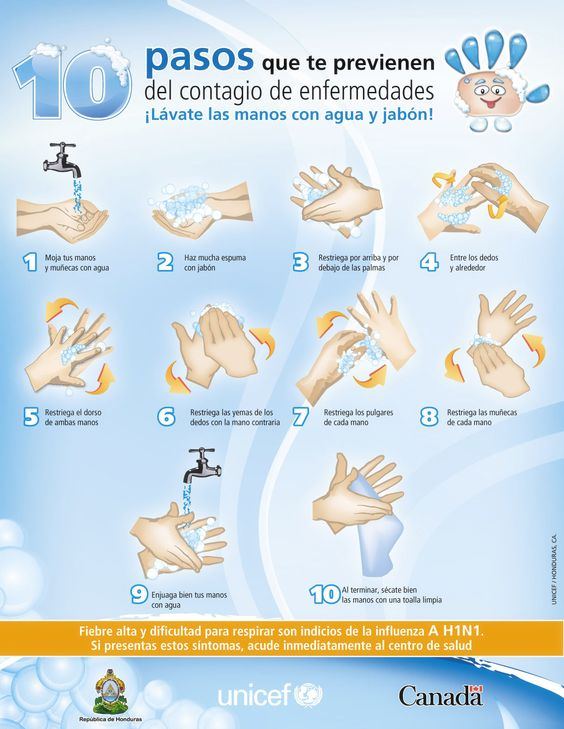 10 pasos que te previenen
del contagio de enfermedades
¡Lávate las manos con agua y jabón!
1 Moja tus manos
y muñecas con agua
2 Haz mucha espuma
con jabón
3 Restriega por arriba y por
debajo de las palmas
4 Entre los dedos
y alrededor
5 Restriega el dorso
de ambas manos
6 Restriega las yemas de los
dedos con la mano contraria
7 Restriega los pulgares
de cada mano
8 Restriega las muñecas
de cada mano
9 Enjuaga bien tus manos
con agua
10 Al terminar, sécate bien
las manos con una toalla limpia
UNICEF / HONDURAS, CA.
Fiebre alta y dificultad para respirar son indicios de la influenza A H1N1.
Si presentas estos síntomas, acude inmediatamente al centro de salud
República de Honduras
unicef
Canada